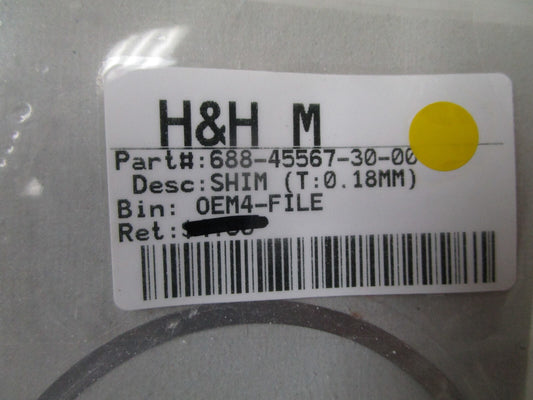 H&H M
Part#:688-45567-30-00
Desc:SHIM (T:0.18MM)
Bin: OEM4-FILE
Ret: